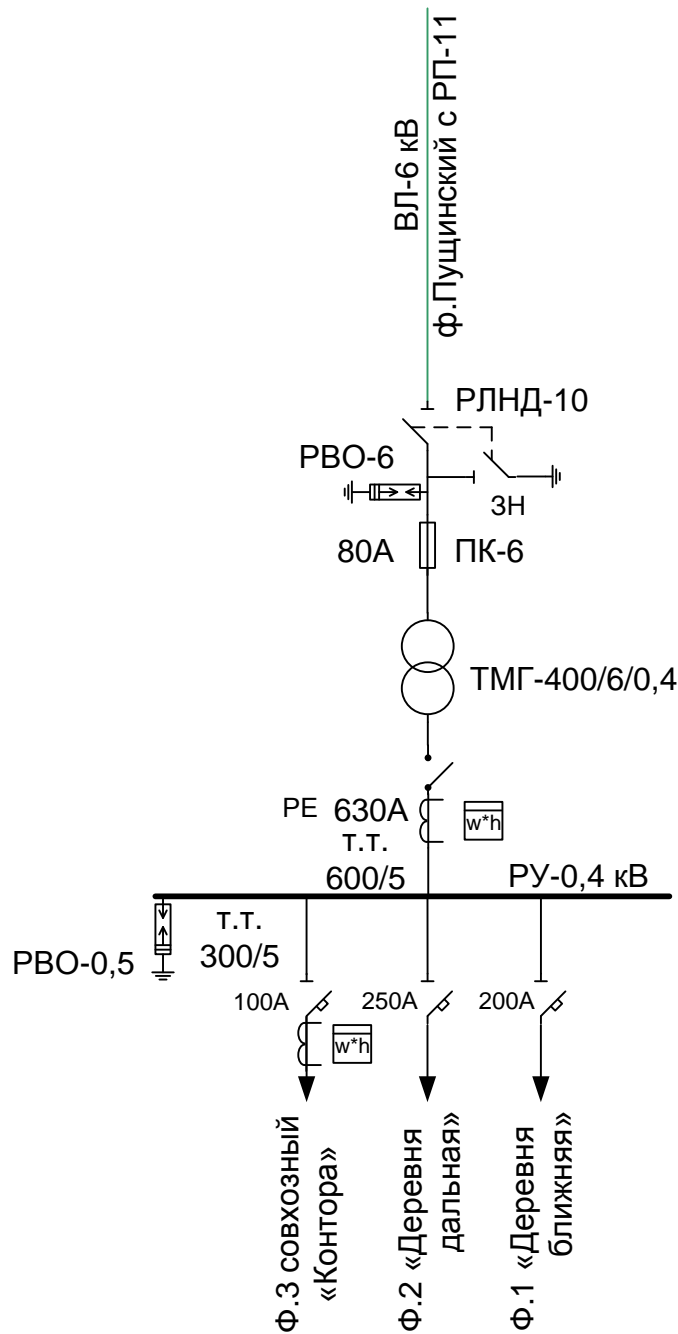 ВЛ-6 кВ
ф.Пущинский с РП-11
РЛНД-10
РВО-6
ЗН
80А
ПК-6
ТМГ-400/6/0,4
РЕ
630А
w*h
т.т.
600/5
РУ-0,4 кВ
т.т.
300/5
РВО-0,5
100А
250А
200А
w*h
Ф.3 совхозный
«Контора»
Ф.2 «Деревня
дальная»
Ф.1 «Деревня
ближняя»